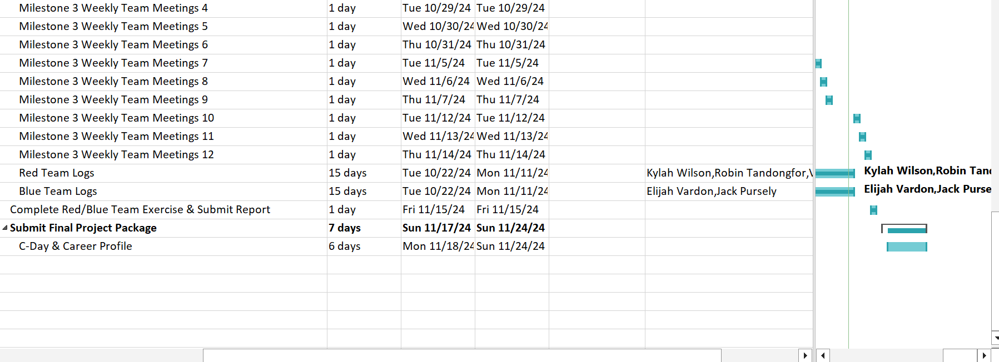 Milestone 3 Weekly Team Meetings 4 1 day Tue 10/29/24 Tue 10/29/24
Milestone 3 Weekly Team Meetings 5 1 day Wed 10/30/24 Wed 10/30/24
Milestone 3 Weekly Team Meetings 6 1 day Thu 10/31/24 Thu 10/31/24
Milestone 3 Weekly Team Meetings 7 1 day Tue 11/5/24 Tue 11/5/24
Milestone 3 Weekly Team Meetings 8 1 day Wed 11/6/24 Wed 11/6/24
Milestone 3 Weekly Team Meetings 9 1 day Thu 11/7/24 Thu 11/7/24
Milestone 3 Weekly Team Meetings 10 1 day Tue 11/12/24 Tue 11/12/24
Milestone 3 Weekly Team Meetings 11 1 day Wed 11/13/24 Wed 11/13/24
Milestone 3 Weekly Team Meetings 12 1 day Thu 11/14/24 Thu 11/14/24
Red Team Logs 15 days Tue 10/22/24 Mon 11/11/24 Kylah Wilson,Robin Tandongfor, Kylah Wilson,Robin Tand
Blue Team Logs 15 days Tue 10/22/24 Mon 11/11/24 Elijah Vardon,Jack Pursely Elijah Vardon,Jack Purse
Complete Red/Blue Team Exercise & Submit Report 1 day Fri 11/15/24 Fri 11/15/24
Submit Final Project Package 7 days Sun 11/17/24 Sun 11/24/24
C-Day & Career Profile 6 days Mon 11/18/24 Sun 11/24/24